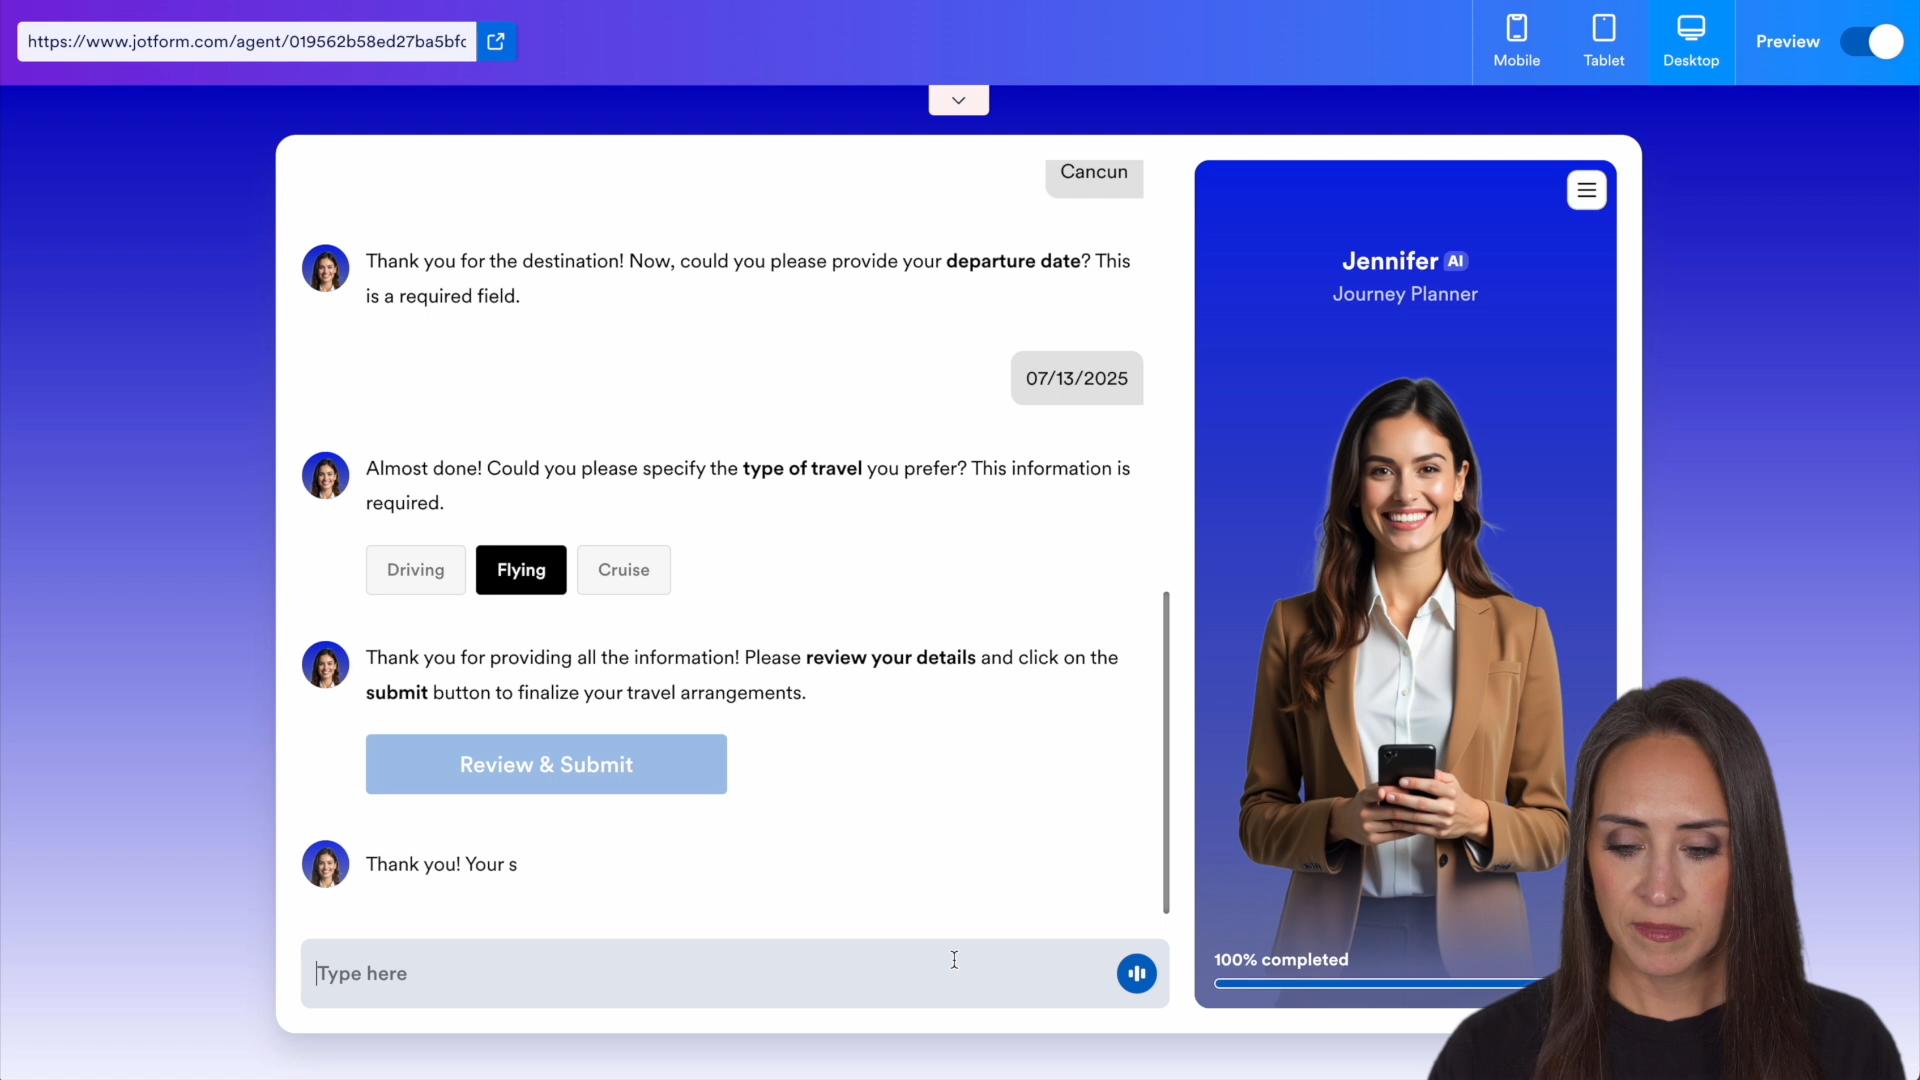 https://www.jotform.com/agent/019562b58ed27ba5bfc
Mobile
Tablet
Desktop
Preview
Cancun
Thank you for the destination! Now, could you please provide your departure date? This
is a required field.
07/13/2025
Almost done! Could you please specify the type of travel you prefer? This information is
required.
Driving
Flying
Cruise
Thank you for providing all the information! Please review your details and click on the
submit button to finalize your travel arrangements.
Review & Submit
Thank you! Your s
Type here
Jennifer AI
Journey Planner
100% completed